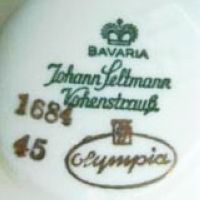 BAVARIA
Johann Seltmann
Vohenstrauß
1684
45
Olympia